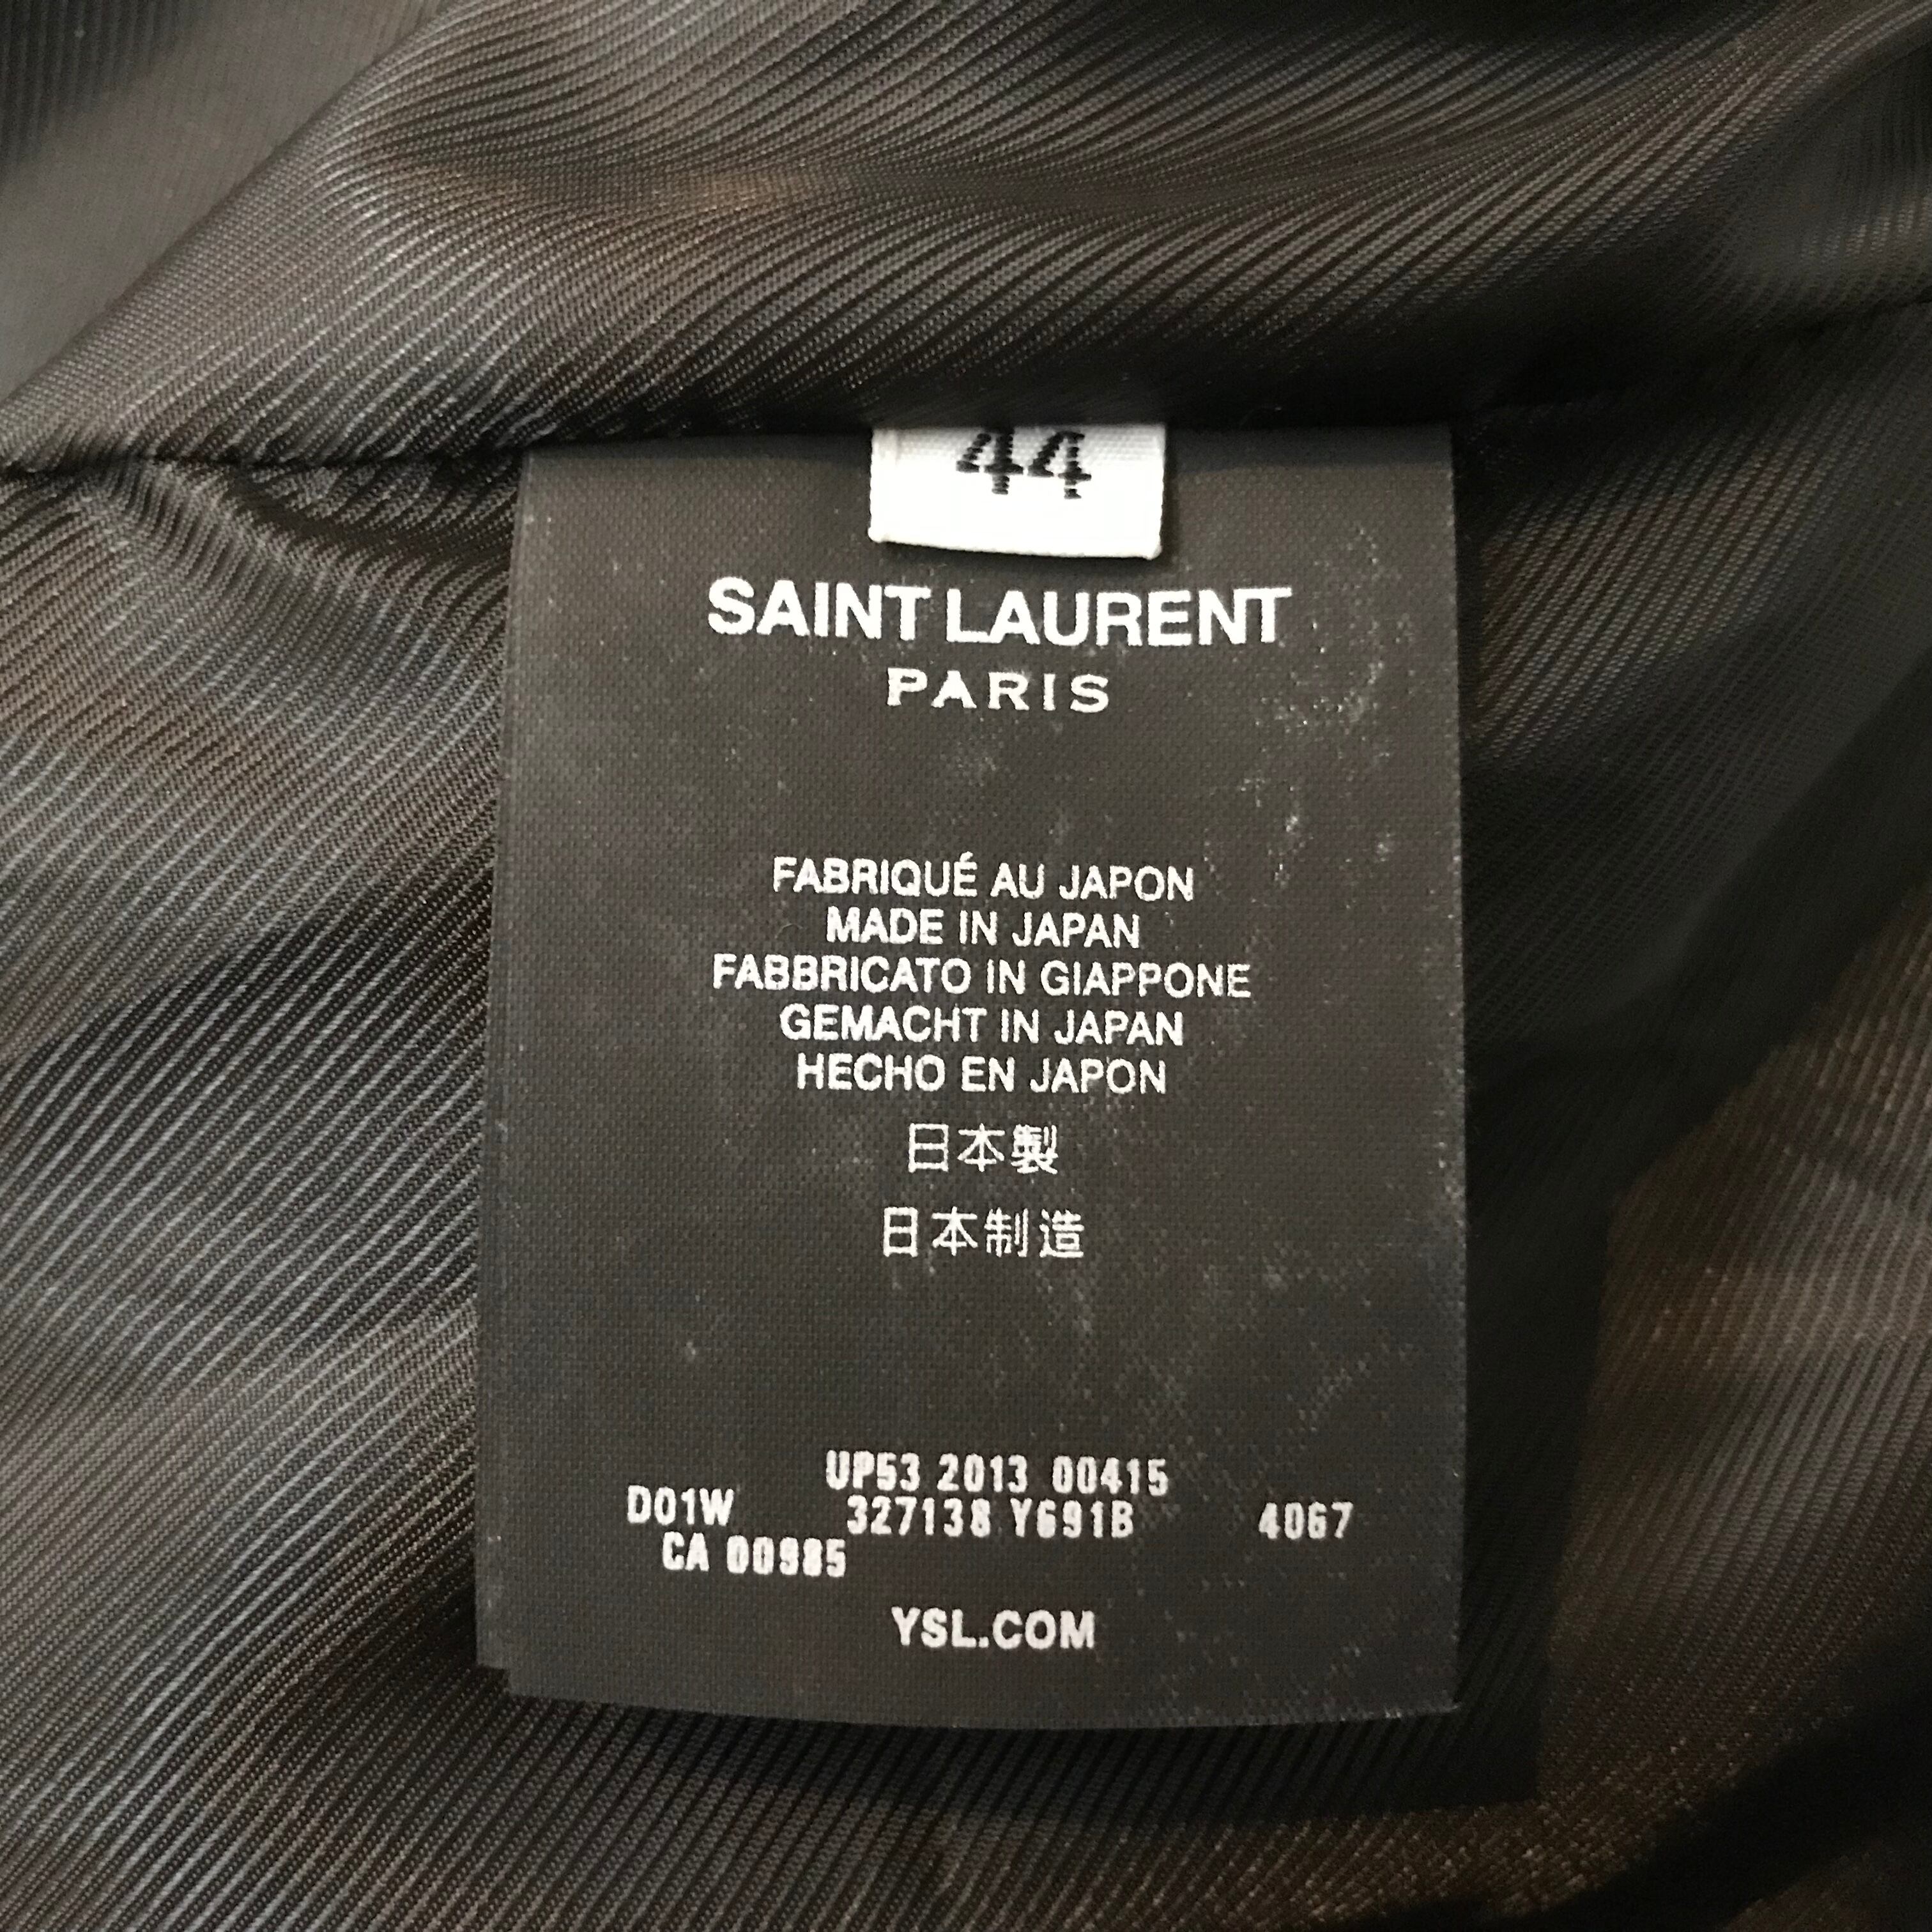 44
SAINT LAURENT
PARIS
FABRIQUÉ AU JAPON
MADE IN JAPAN
FABBRICATO IN GIAPPONE
GEMACHT IN JAPAN
HECHO EN JAPON
日本製
日本制造
UP53 2013 00415
D01W 327138 Y691B 4067
CA 00985
YSL.COM